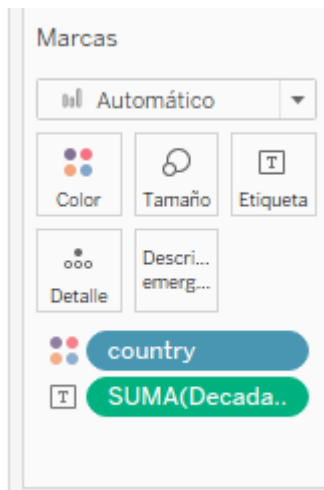 Marcas
Automático
T
Color Tamaño Etiqueta
Descri...
emerg...
Detalle
country
T SUMA(Decada..